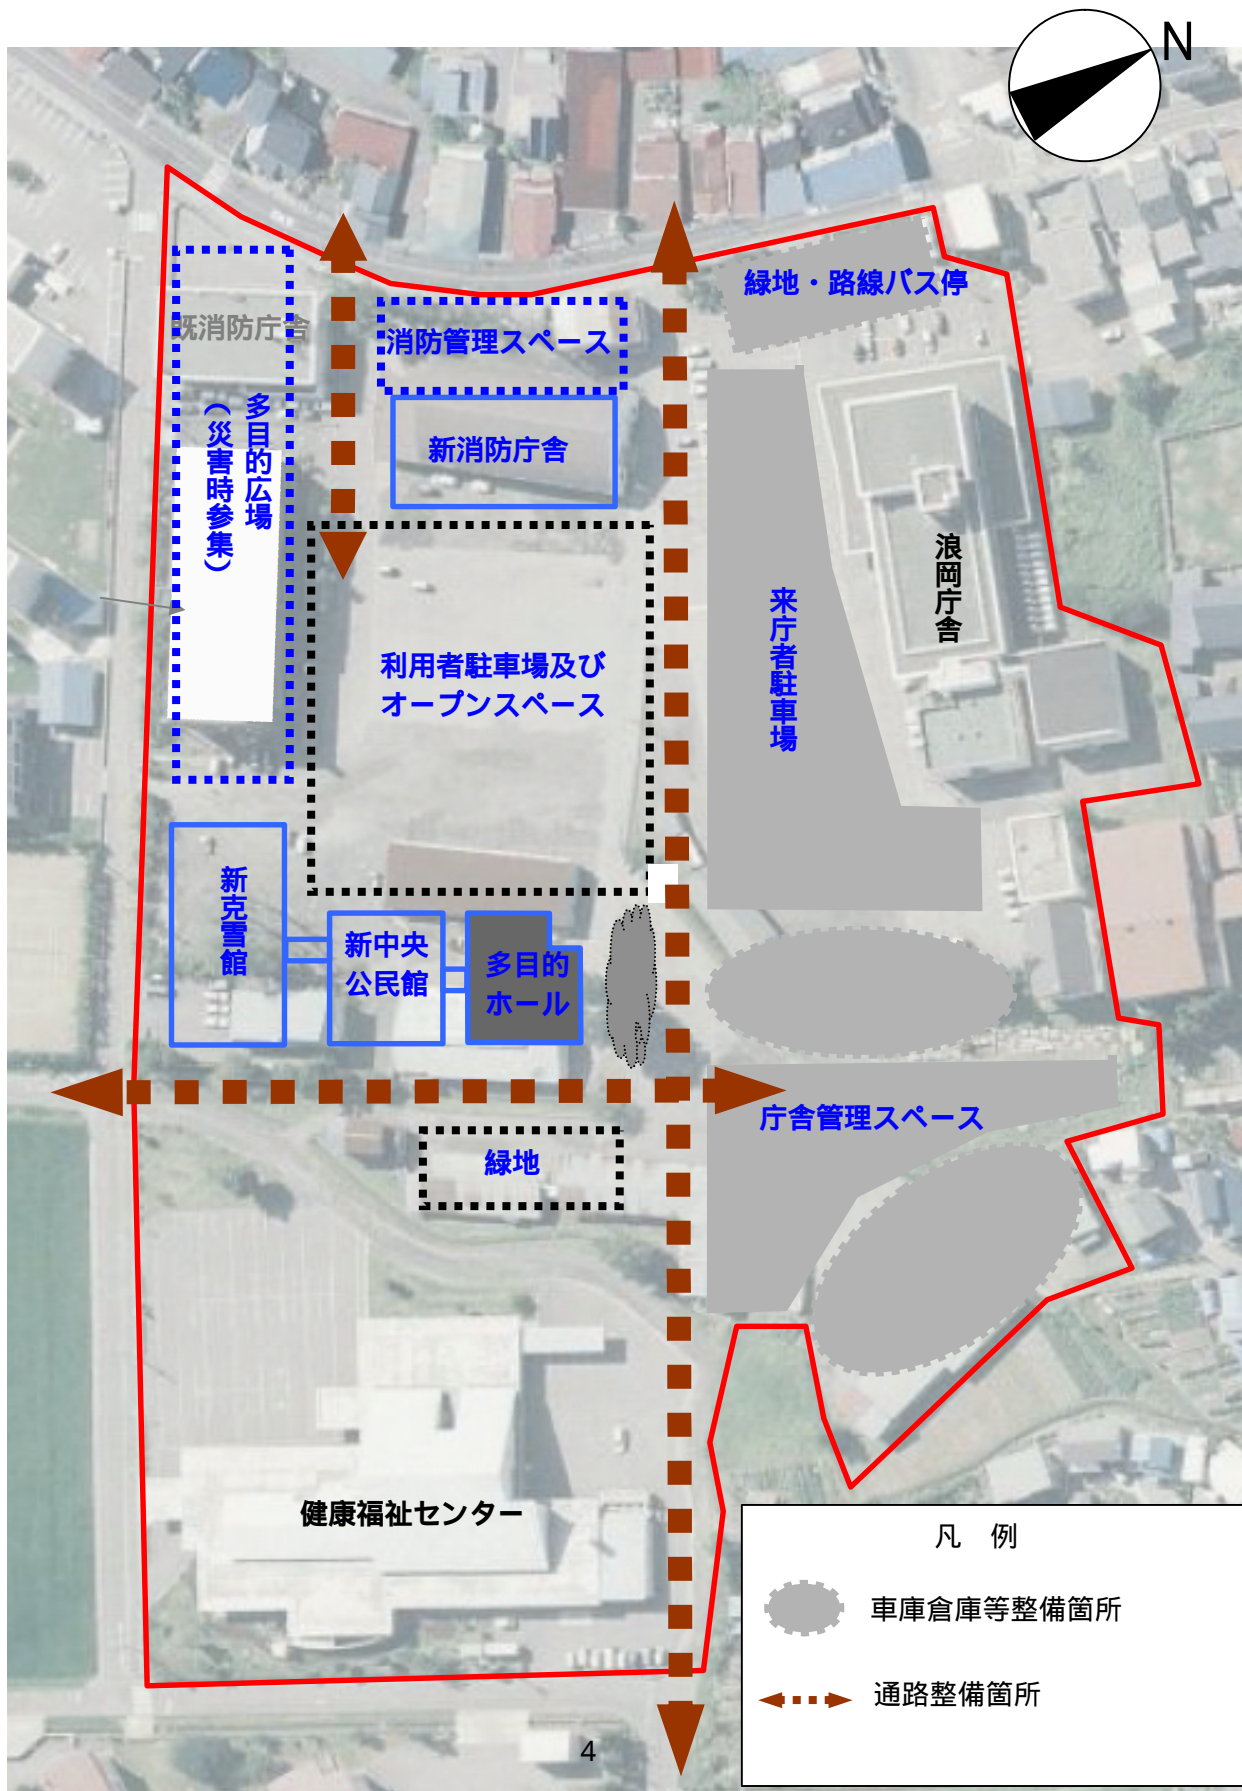 N
緑地・路線バス停
既消防庁舎
消防管理スペース
新消防庁舎
多目的広場
（災害時参集）
浪岡庁舎
来庁者駐車場
利用者駐車場及び
オープンスペース
新克雪館
新中央
公民館
多目的
ホール
庁舎管理スペース
緑地
健康福祉センター
凡　例
車庫倉庫等整備箇所
通路整備箇所
4